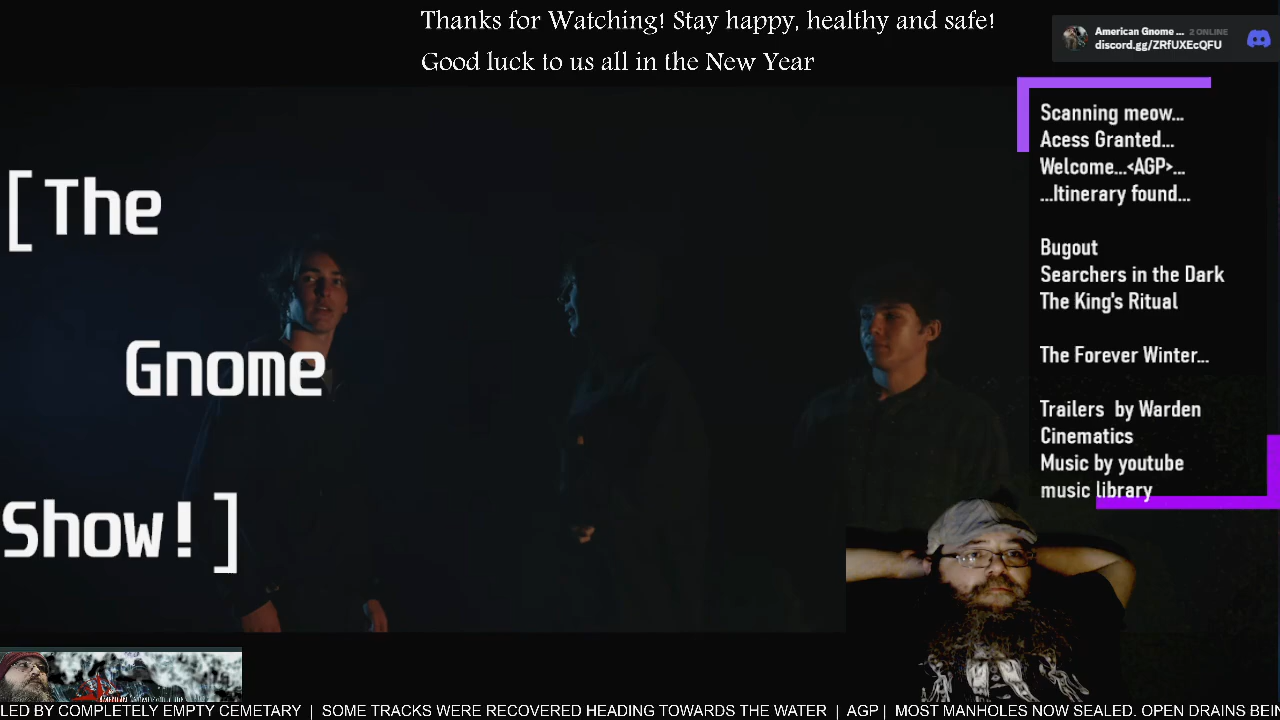 Thanks for Watching! Stay happy, healthy and safe!
Good luck to us all in the New Year
American Gnome ... 2 ONLINE
discord.gg/ZRfUXEcQFU
Scanning meow...
Acess Granted...
Welcome...<AGP>...
...Itinerary found...
Bugout
Searchers in the Dark
The King's Ritual
The Forever Winter...
Trailers by Warden
Cinematics
Music by youtube
music library
[The
Gnome
Show!]
LED BY COMPLETELY EMPTY CEMETARY | SOME TRACKS WERE RECOVERED HEADING TOWARDS THE WATER | AGP | MOST MANHOLES NOW SEALED. OPEN DRAINS BEIN